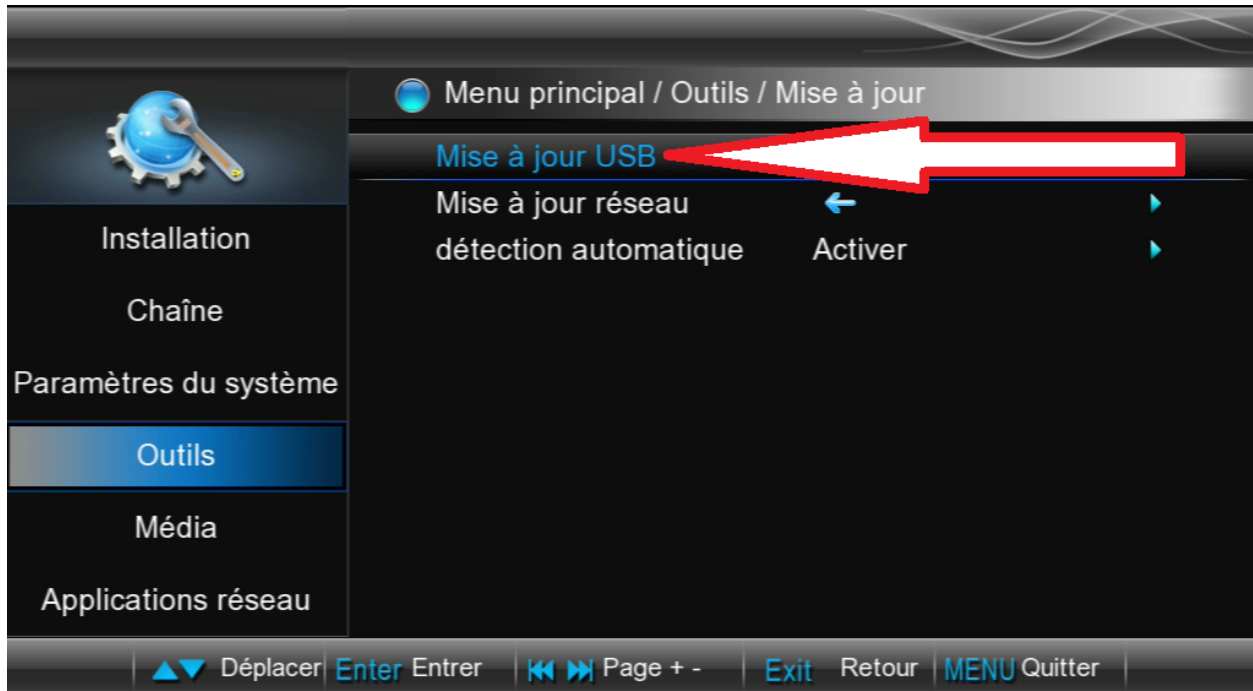 Menu principal / Outils / Mise à jour
Mise à jour USB
Mise à jour réseau
détection automatique Activer
Installation
Chaîne
Paramètres du système
Outils
Média
Applications réseau
Déplacer Enter Entrer Page + - Exit Retour MENU Quitter